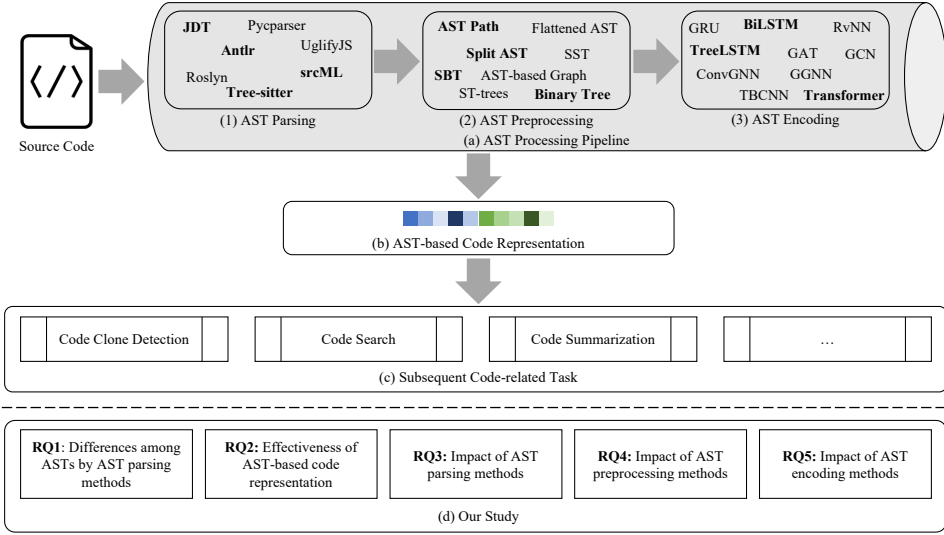 JDT Pycparser
Antlr UglifyJS
Roslyn srcML
Tree-sitter
(1) AST Parsing
AST Path Flattened AST
Split AST SST
SBT AST-based Graph
ST-trees Binary Tree
(2) AST Preprocessing
GRU BiLSTM RvNN
TreeLSTM GAT GCN
ConvGNN GGNN
TBCNN Transformer
(3) AST Encoding
(a) AST Processing Pipeline
</>
Source Code
(b) AST-based Code Representation
Code Clone Detection
Code Search
Code Summarization
...
(c) Subsequent Code-related Task
RQ1: Differences among
ASTs by AST parsing
methods
RQ2: Effectiveness of
AST-based code
representation
RQ3: Impact of AST
parsing methods
RQ4: Impact of AST
preprocessing methods
RQ5: Impact of AST
encoding methods
(d) Our Study